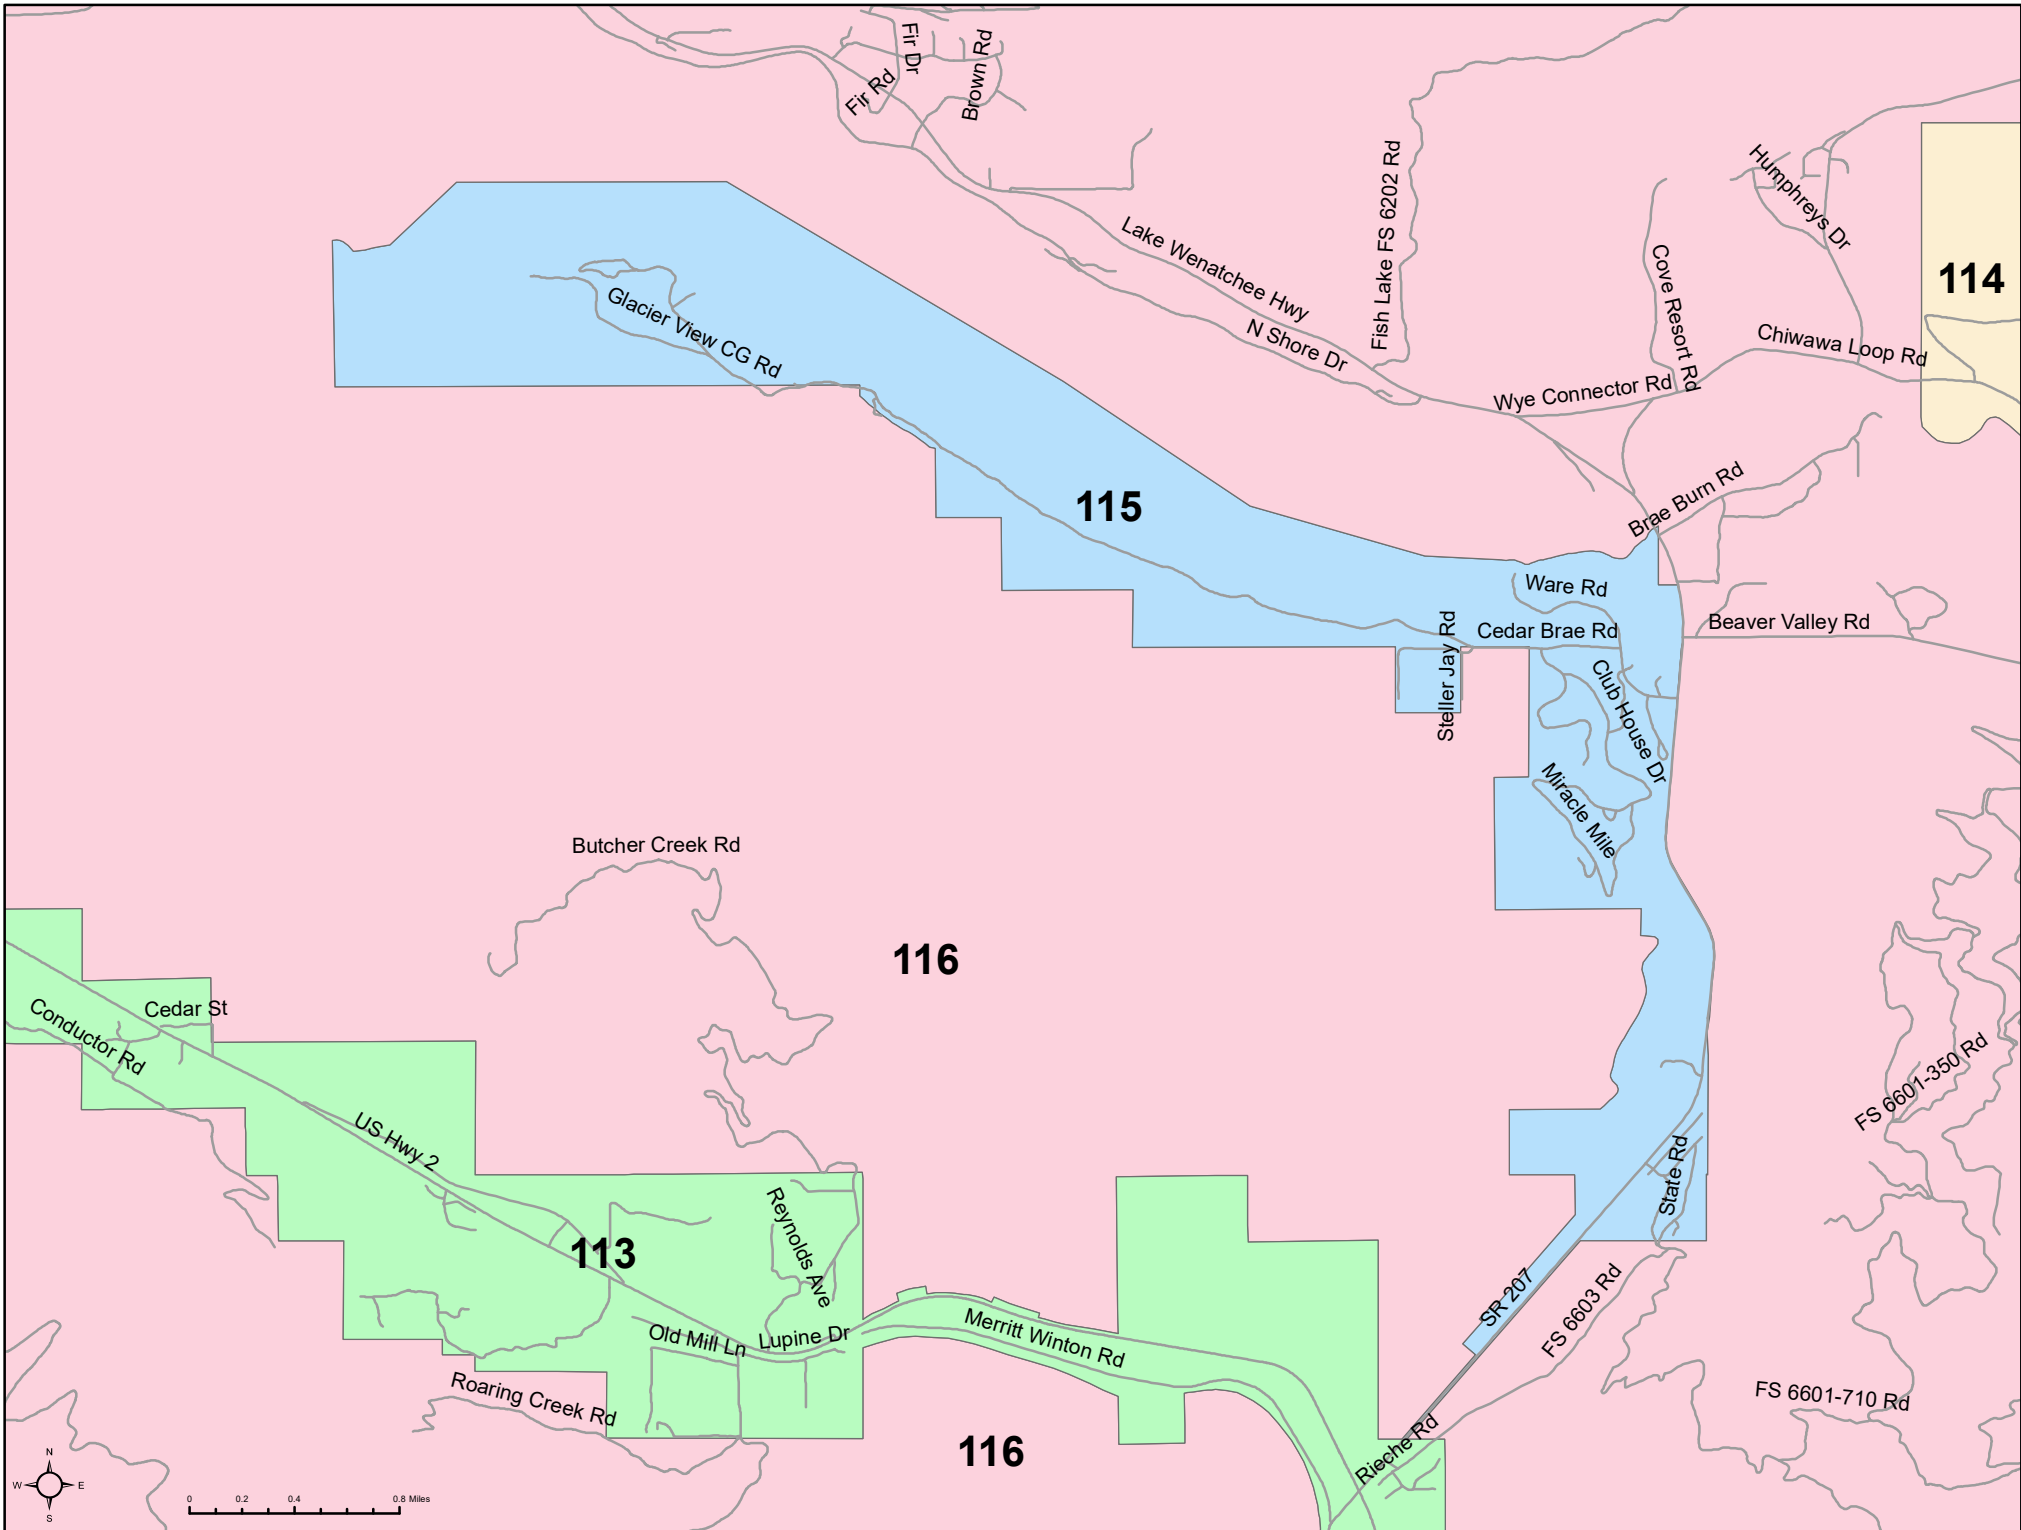 Fir Dr
Brown Rd
Fir Rd
Fish Lake FS 6202 Rd
Humphreys Dr
Lake Wenatchee Hwy
Cove Resort Rd
114
Glacier View CG Rd
N Shore Dr
Chiwawa Loop Rd
Wye Connector Rd
115
Brae Burn Rd
Ware Rd
Steller Jay Rd
Cedar Brae Rd
Beaver Valley Rd
Club House Dr
Miracle Mile
Butcher Creek Rd
116
Conductor Rd
Cedar St
FS 6601-350 Rd
US Hwy 2
State Rd
Reynolds Ave
113
SR 207
FS 6603 Rd
Old Mill Ln
Lupine Dr
Merritt Winton Rd
Roaring Creek Rd
FS 6601-710 Rd
116
Rieche Rd
N
W
E
S
0 0.2 0.4 0.8 Miles